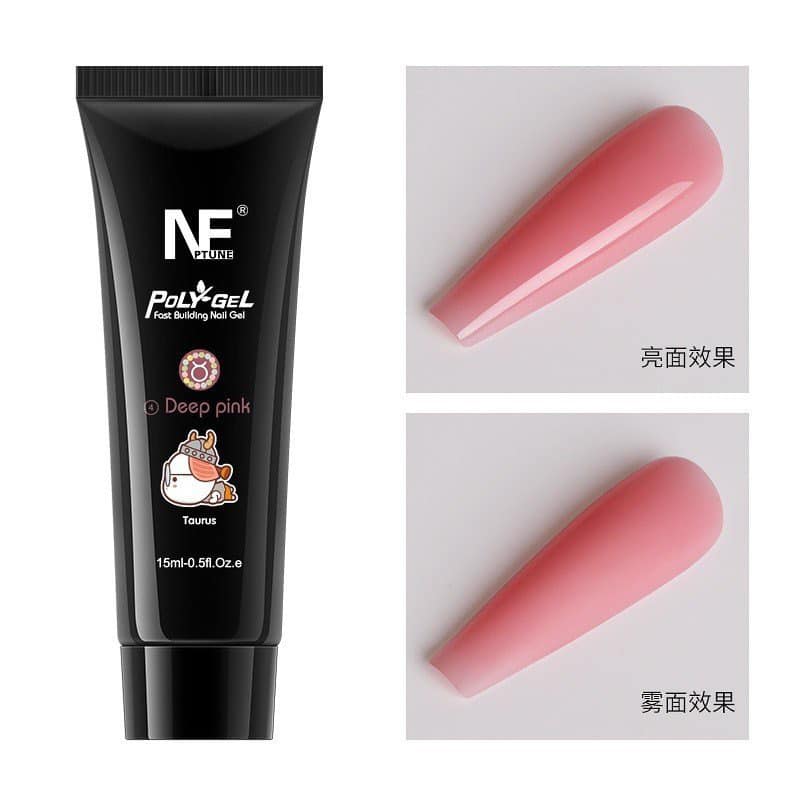 NF®
PTUNE
POLY-GEL
Fast Building Nail Gel
④ Deep pink
Taurus
15ml-0.5fl.Oz.e
亮面效果
雾面效果